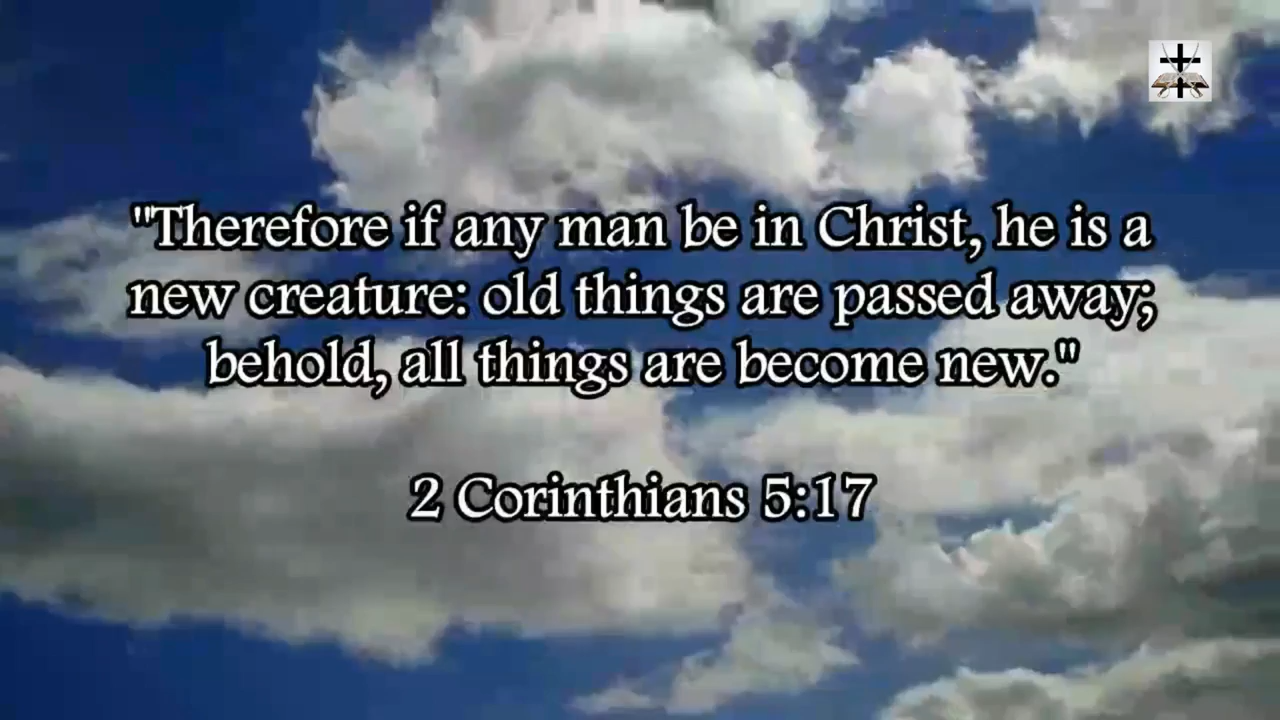 "Therefore if any man be in Christ, he is a
new creature: old things are passed away;
behold, all things are become new."
2 Corinthians 5:17